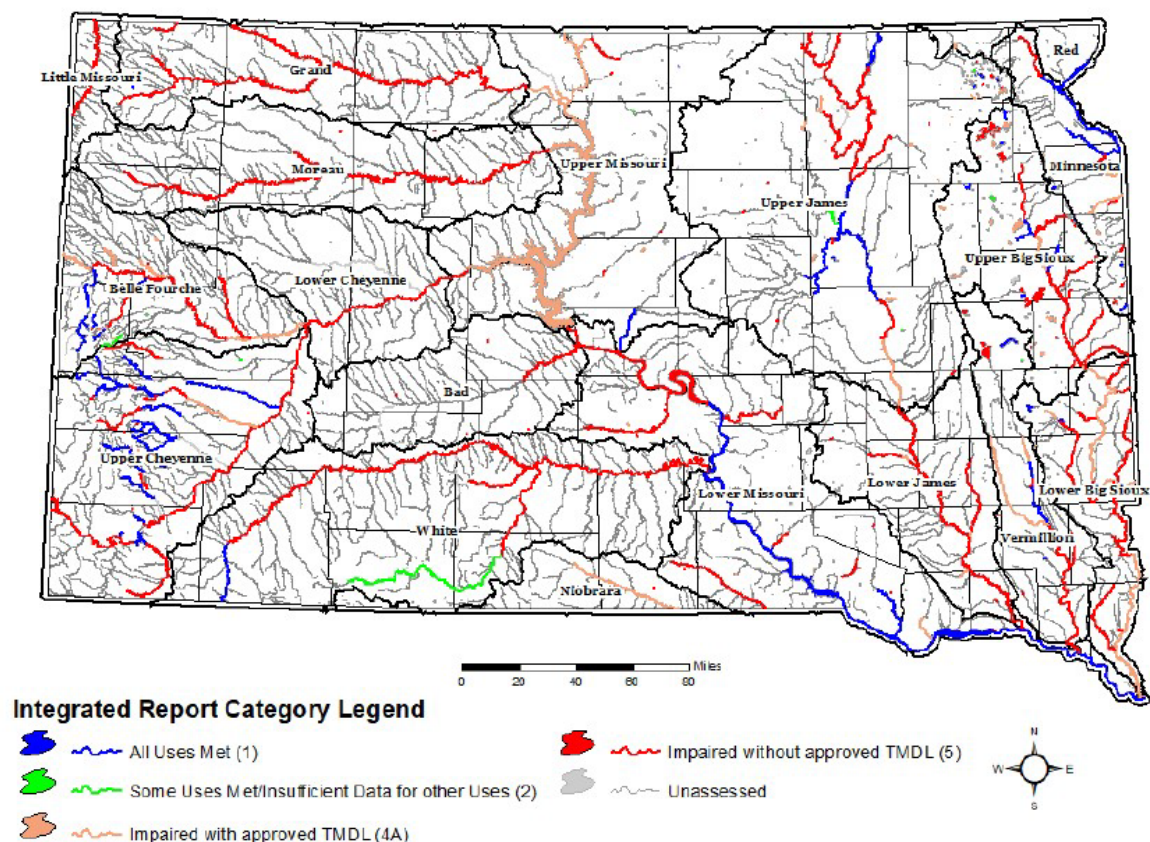 Red
Little Missouri
Grand
Moreau
Upper Missouri
Minnesota
Upper James
Upper Big Sioux
Belle Fourche
Lower Cheyenne
Bad
Upper Cheyenne
Lower Missouri
Lower James
Lower Big Sioux
White
Vermillion
Niobrara
Miles
0 20 40 60 80
Integrated Report Category Legend
All Uses Met (1)
Some Uses Met/Insufficient Data for other Uses (2)
Impaired with approved TMDL (4A)
Impaired without approved TMDL (5)
Unassessed
N
W E
S